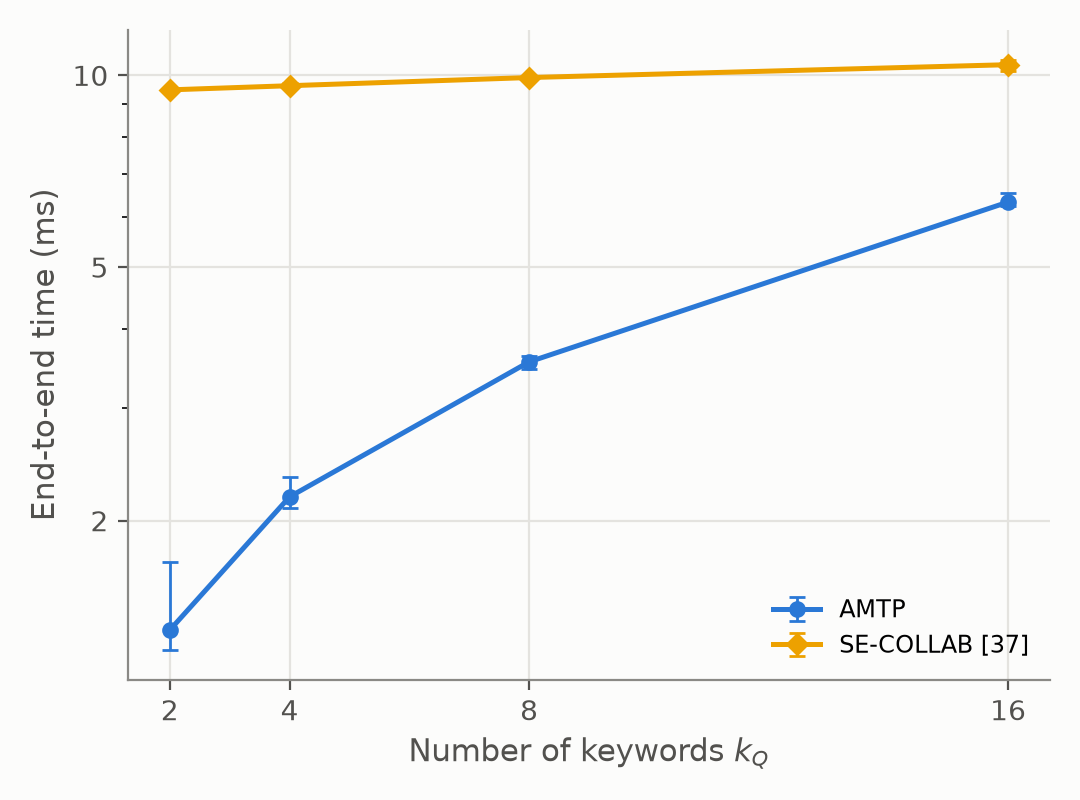 10
5
2
End-to-end time (ms)
AMTP
SE-COLLAB [37]
2 4 8 16
Number of keywords k_Q